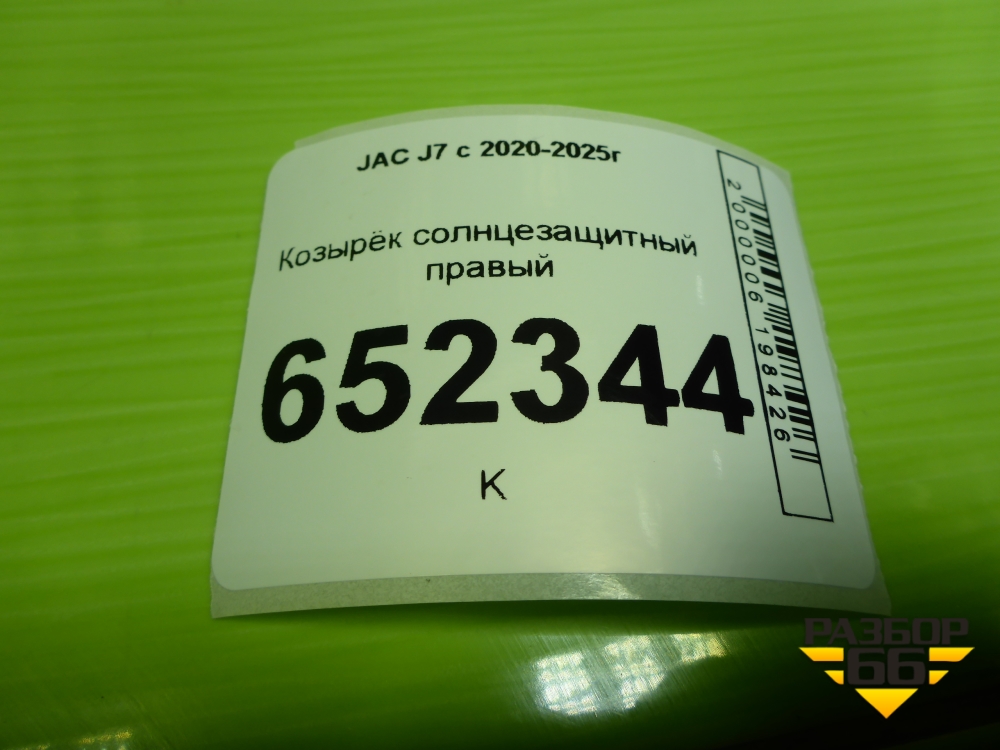 JAC J7 с 2020-2025г
Козырёк солнцезащитный
правый
652344
К
2000006198426
РАЗБОР
66